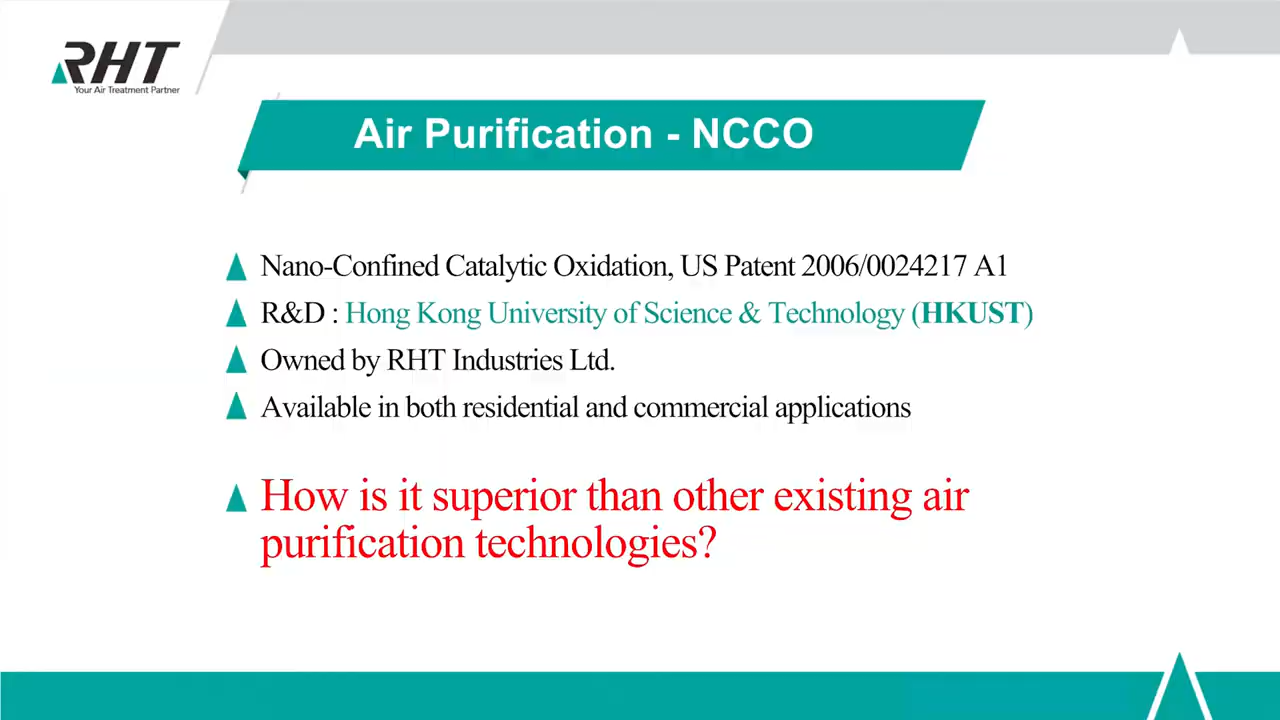 RHT
Your Air Treatment Partner
Air Purification - NCCO
Nano-Confined Catalytic Oxidation, US Patent 2006/0024217 A1
R&D : Hong Kong University of Science & Technology (HKUST)
Owned by RHT Industries Ltd.
Available in both residential and commercial applications
How is it superior than other existing air
purification technologies?